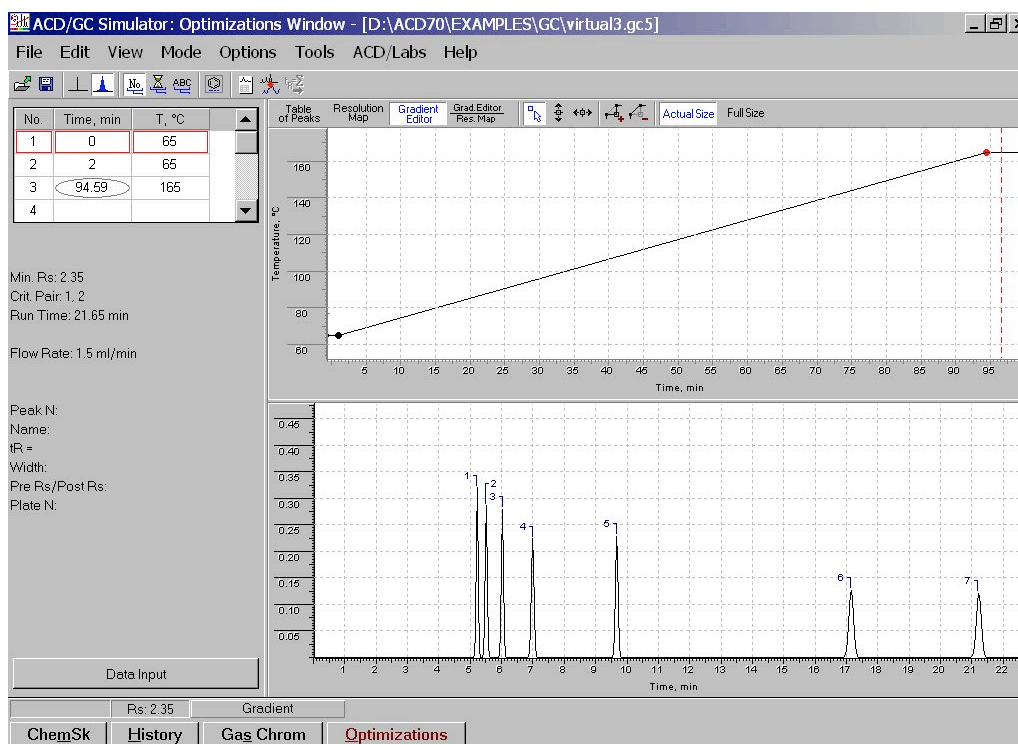 ACD/GC Simulator: Optimizations Window - [D:\ACD70\EXAMPLES\GC\virtual3.gc5]
File Edit View Mode Options Tools ACD/Labs Help
No ABC
No. Time, min T, °C
1 0 65
2 2 65
3 94.59 165
4
Min. Rs: 2.35
Crit. Pair: 1, 2
Run Time: 21.65 min
Flow Rate: 1.5 ml/min
Peak N:
Name:
tR =
Width:
Pre Rs/Post Rs:
Plate N:
Data Input
Table of Peaks Resolution Map Gradient Editor Grad.Editor Res. Map Actual Size Full Size
Temperature, °C
160
140
120
100
80
60
5 10 15 20 25 30 35 40 45 50 55 60 65 70 75 80 85 90 95
Time, min
0.45
0.40
0.35
0.30
0.25
0.20
0.15
0.10
0.05
1 2 3 4 5 6 7
1 2 3 4 5 6 7 8 9 10 11 12 13 14 15 16 17 18 19 20 21 22
Time, min
Rs: 2.35 Gradient
ChemSk History Gas Chrom Optimizations